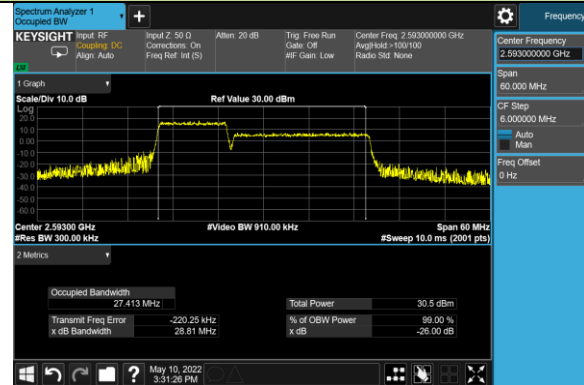 Spectrum Analyzer 1
Occupied BW
Frequency
KEYSIGHT
Input: RF
Coupling: DC
Align: Auto
Input Z: 50 Ω
Corrections: On
Freq Ref: Int (S)
Atten: 20 dB
Trig: Free Run
Gate: Off
#IF Gain: Low
Center Freq: 2.593000000 GHz
Avg|Hold:>100/100
Radio Std: None
Center Frequency
2.593000000 GHz
Span
60.000 MHz
CF Step
6.000000 MHz
Auto
Man
Freq Offset
0 Hz
1 Graph
Scale/Div 10.0 dB
Ref Value 30.00 dBm
Log
20.0
10.0
0.00
-10.0
-20.0
-30.0
-40.0
-50.0
-60.0
Center 2.59300 GHz
#Video BW 910.00 kHz
Span 60 MHz
#Res BW 300.00 kHz
#Sweep 10.0 ms (2001 pts)
2 Metrics
Occupied Bandwidth
27.413 MHz
Total Power 30.5 dBm
Transmit Freq Error -220.25 kHz
% of OBW Power 99.00 %
x dB Bandwidth 28.81 MHz
x dB -26.00 dB
May 10, 2022
3:31:26 PM